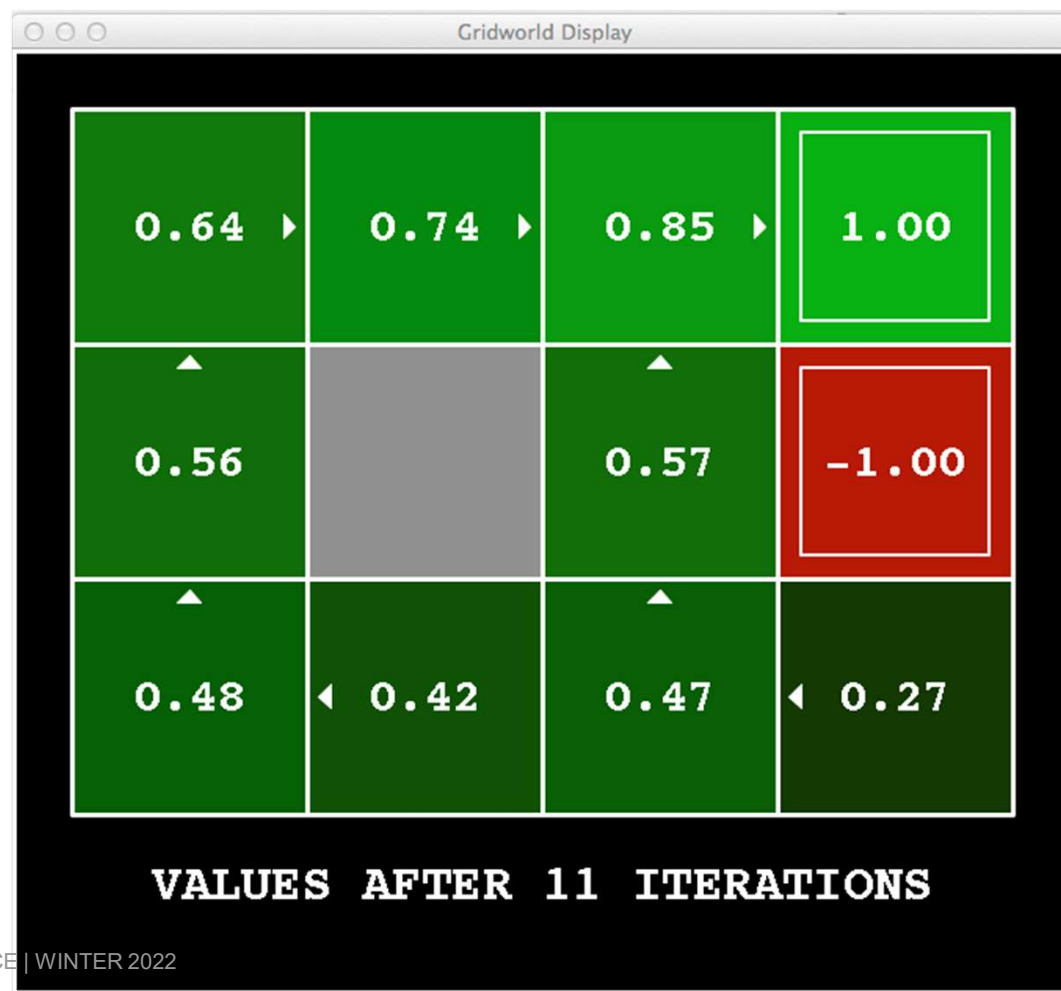 Gridworld Display
0.64 0.74 0.85 1.00
0.56 0.57 -1.00
0.48 0.42 0.47 0.27
VALUES AFTER 11 ITERATIONS
| WINTER 2022